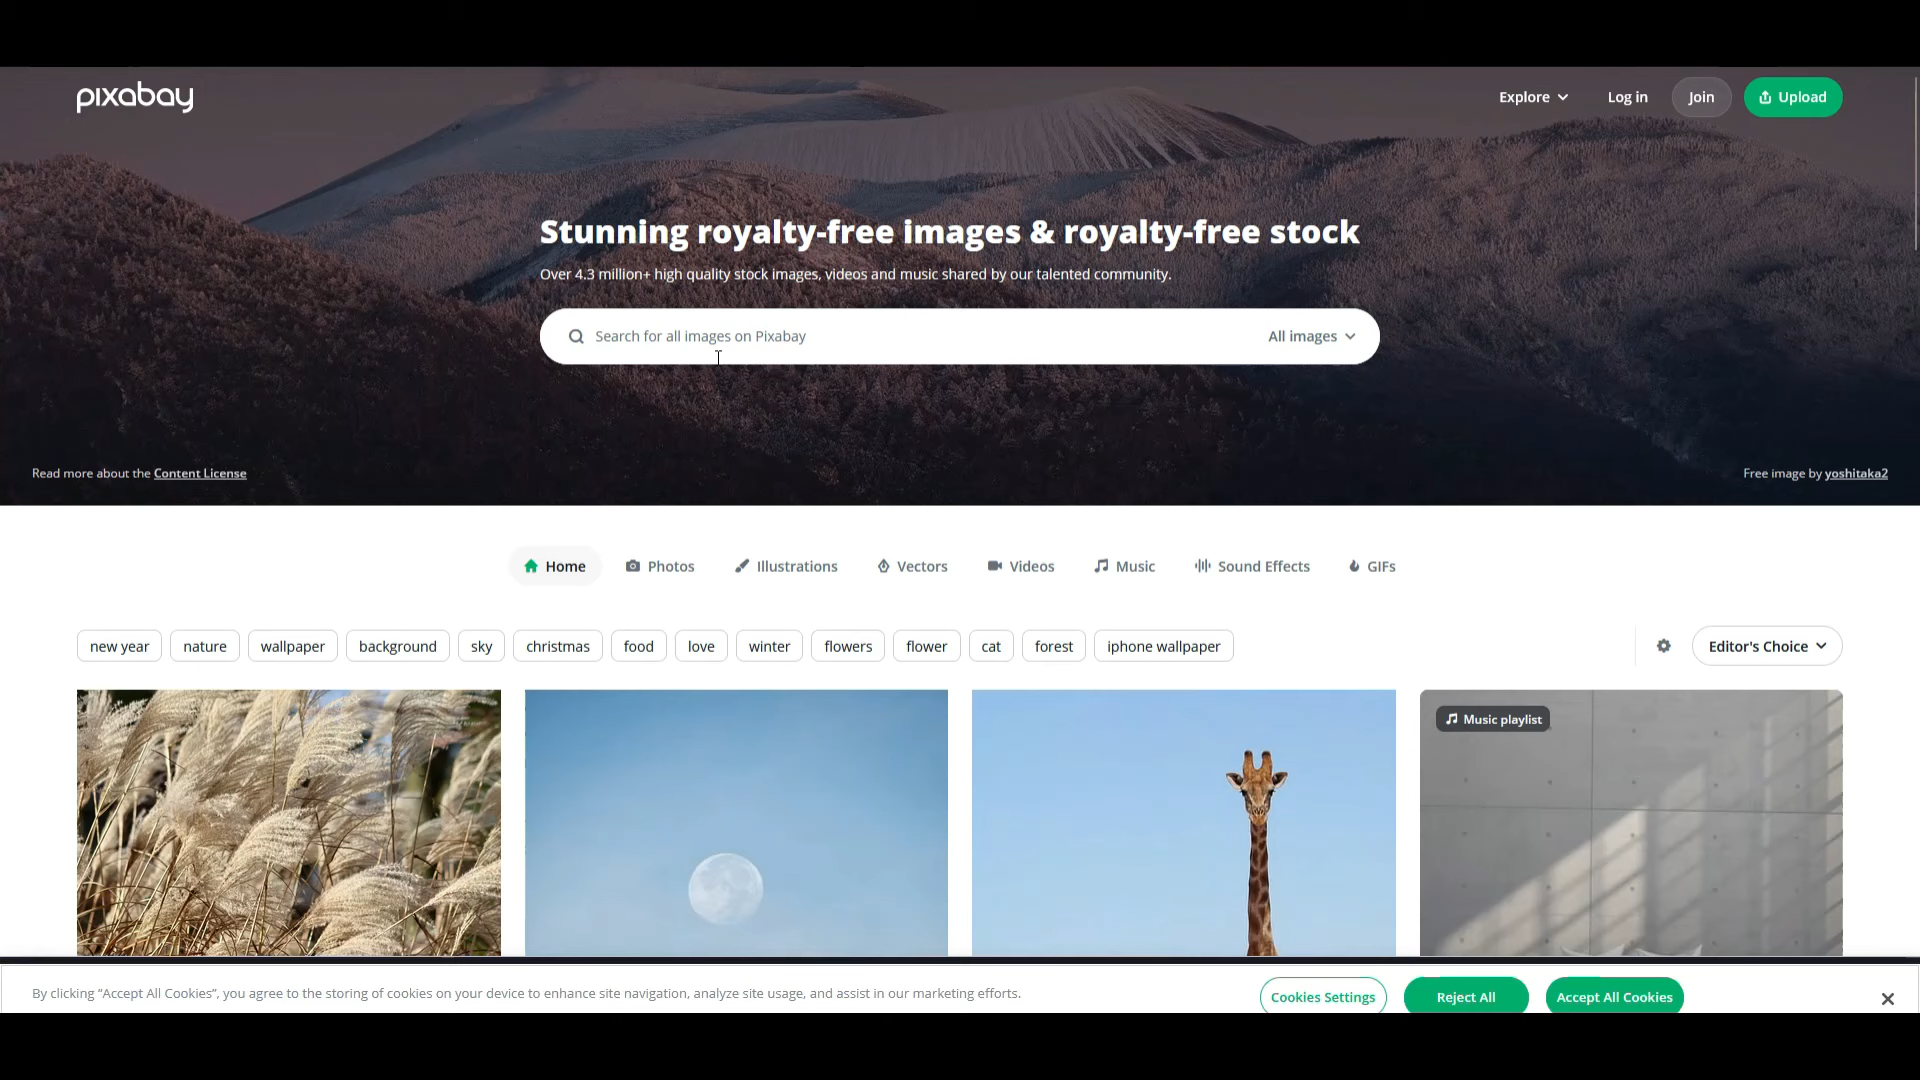 pixabay
Explore
Log in
Join
Upload
Stunning royalty-free images & royalty-free stock
Over 4.3 million+ high quality stock images, videos and music shared by our talented community.
Search for all images on Pixabay
All images
Read more about the Content License
Free image by yoshitaka2
Home
Photos
Illustrations
Vectors
Videos
Music
Sound Effects
GIFs
new year
nature
wallpaper
background
sky
christmas
food
love
winter
flowers
flower
cat
forest
iphone wallpaper
Editor's Choice
Music playlist
By clicking “Accept All Cookies”, you agree to the storing of cookies on your device to enhance site navigation, analyze site usage, and assist in our marketing efforts.
Cookies Settings
Reject All
Accept All Cookies